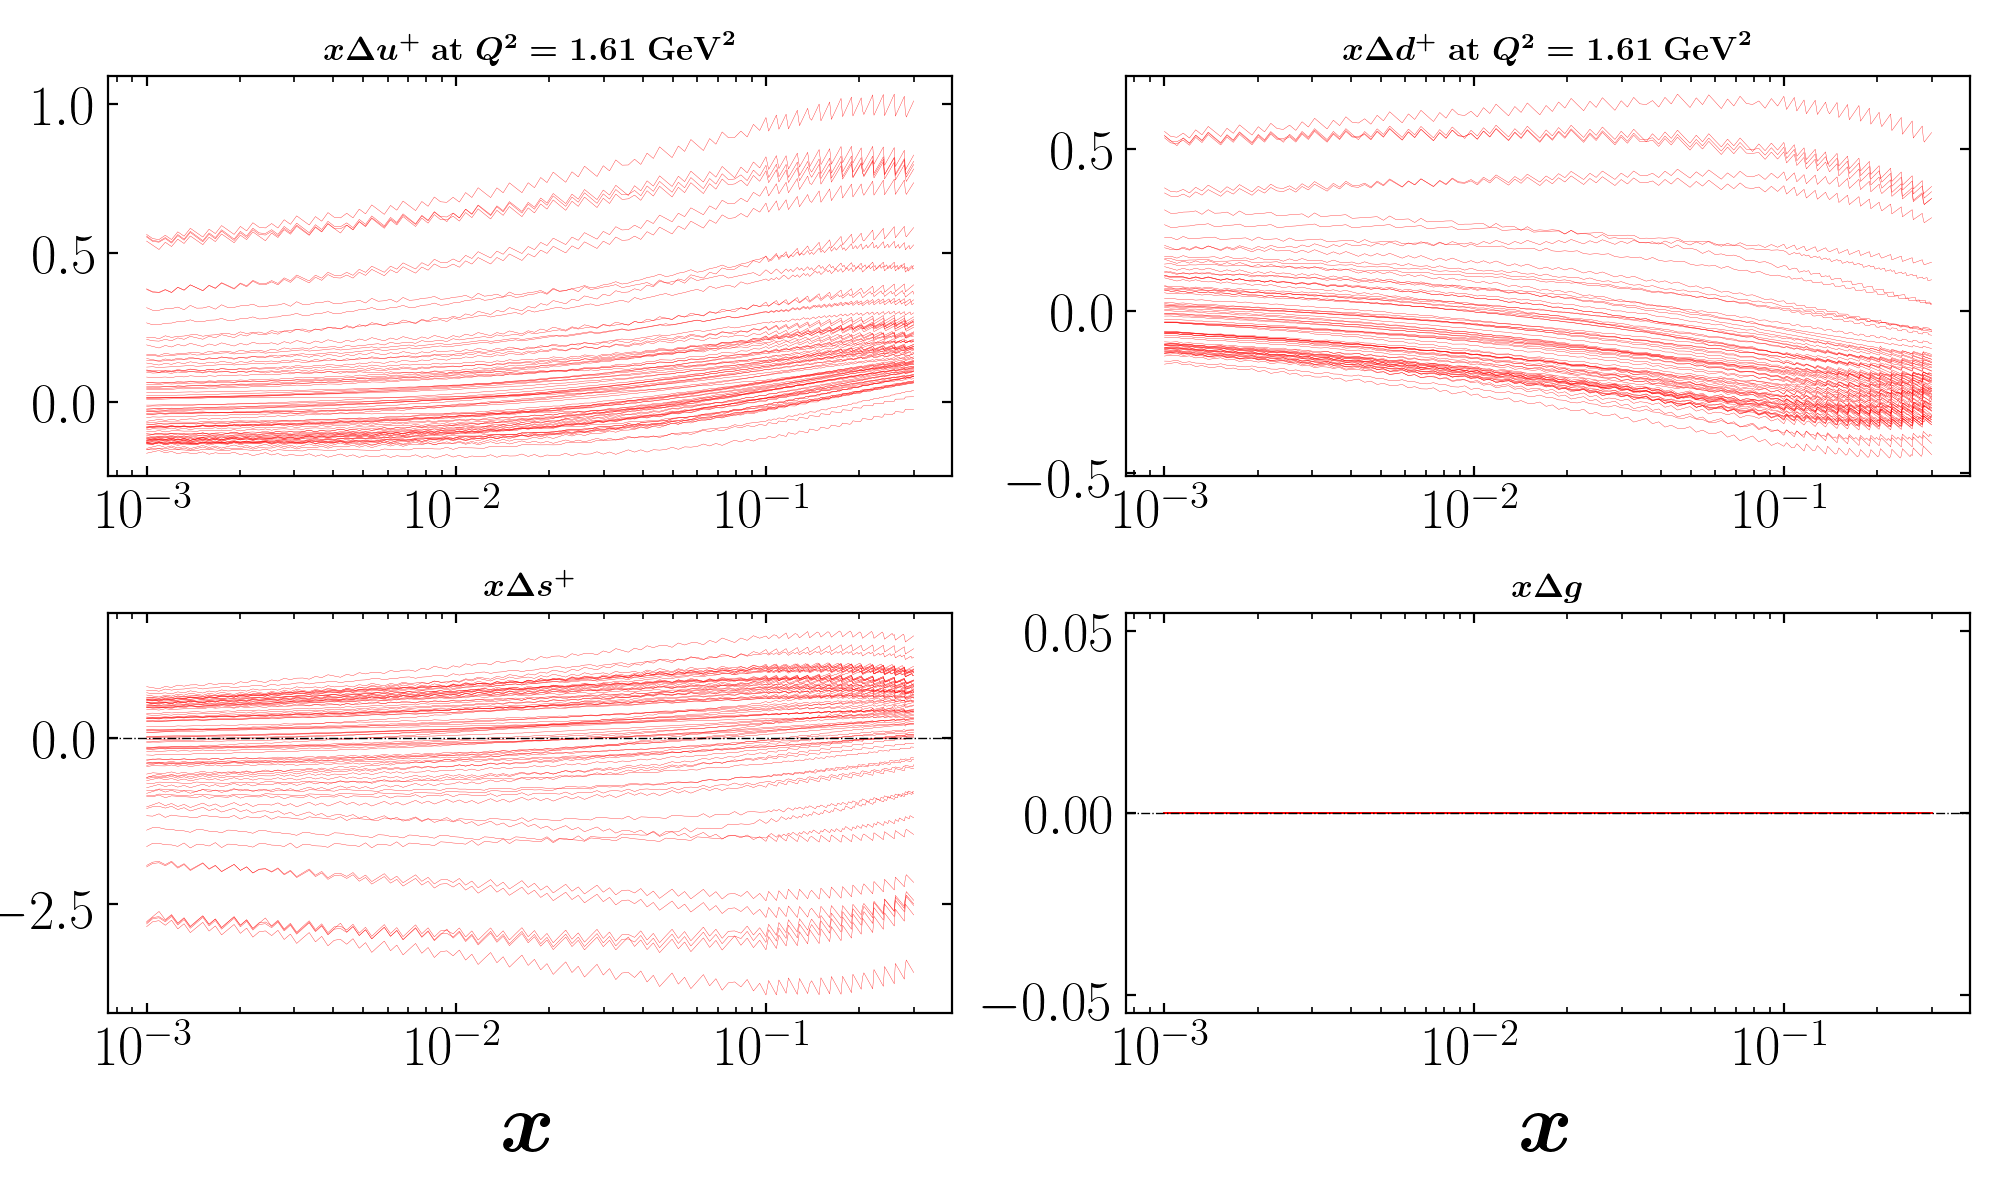 xΔu⁺ at Q² = 1.61 GeV²
1.0
0.5
0.0
10⁻³ 10⁻² 10⁻¹
xΔd⁺ at Q² = 1.61 GeV²
0.5
0.0
−0.5
10⁻³ 10⁻² 10⁻¹
xΔs⁺
0.0
−2.5
10⁻³ 10⁻² 10⁻¹
x
xΔg
0.05
0.00
−0.05
10⁻³ 10⁻² 10⁻¹
x